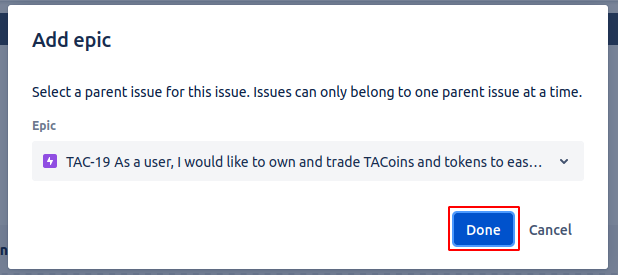 Add epic
Select a parent issue for this issue. Issues can only belong to one parent issue at a time.
Epic
TAC-19 As a user, I would like to own and trade TACoins and tokens to eas…
Done Cancel
n